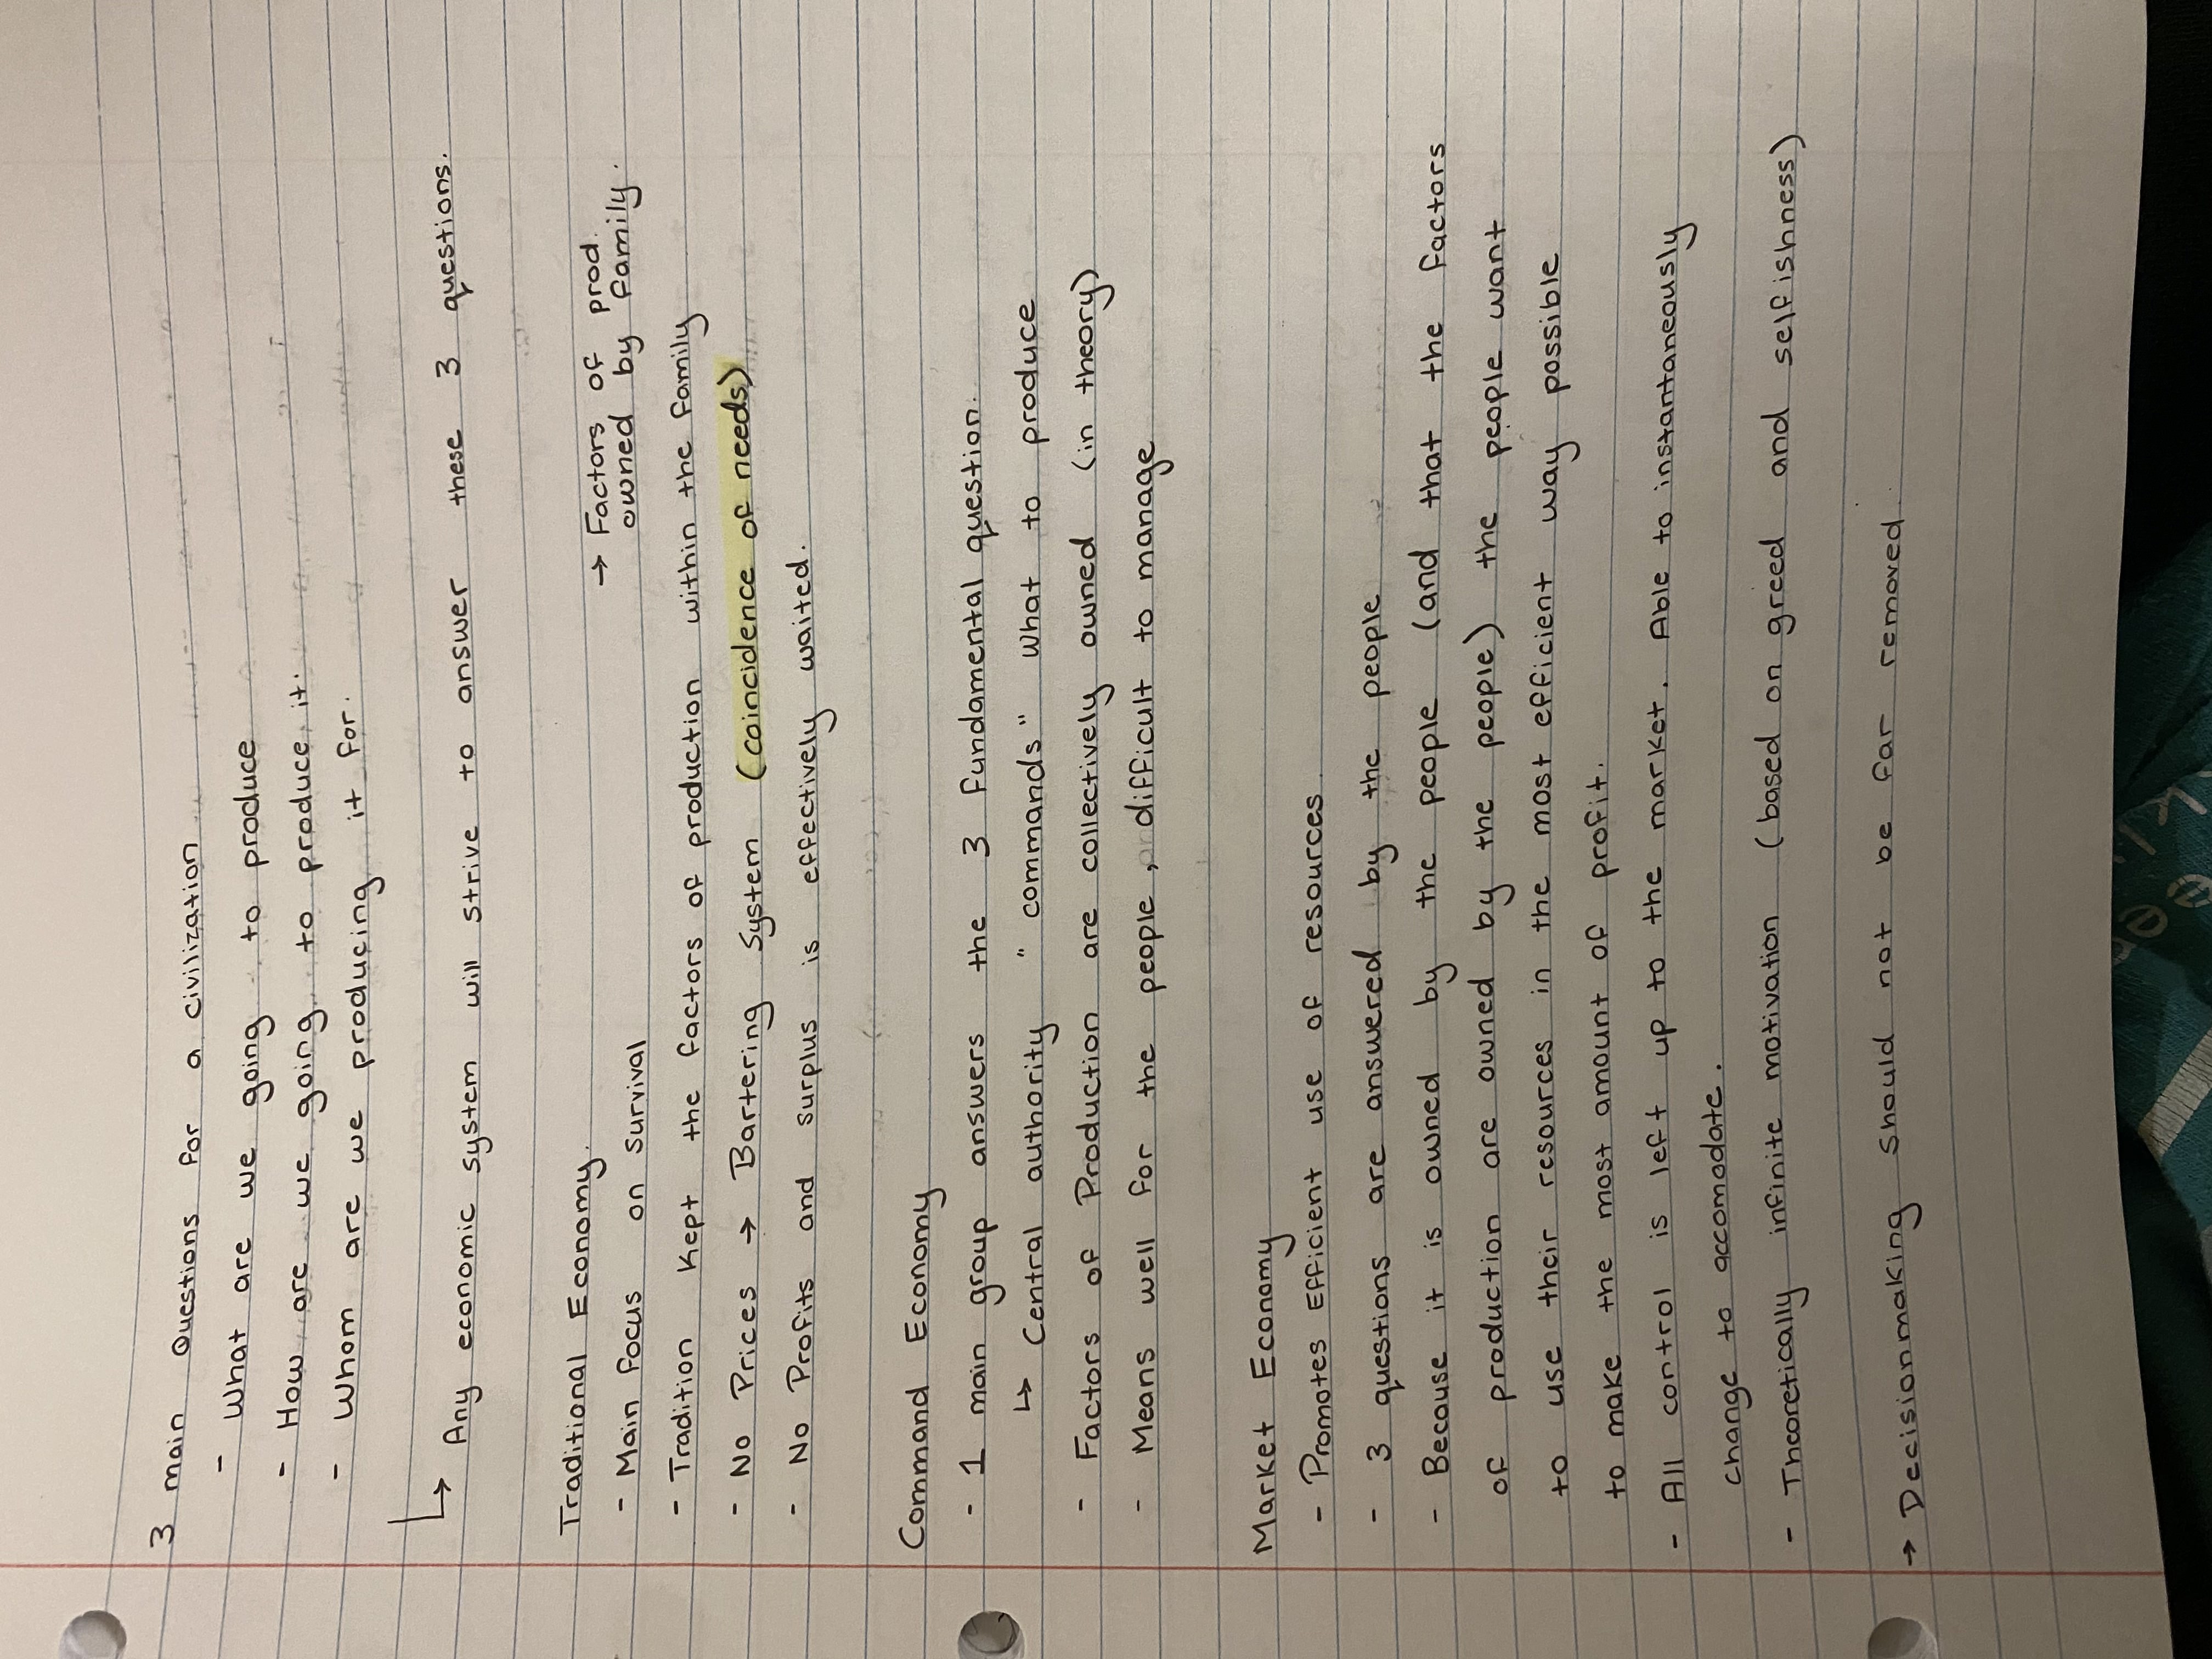 3 main Questions for a civilization
- What are we going to produce
- How are we going to produce it.
- Whom are we producing it for.
↳ Any economic system will strive to answer these 3 questions.
Traditional Economy.
→ Factors of prod.
owned by family.
- Main focus on survival
- Tradition kept the factors of production within the family
- No Prices → Bartering System (coincidence of needs)
- No Profits and surplus is effectively waited.
Command Economy
- 1 main group answers the 3 fundamental question.
↳ Central authority "commands" what to produce
- Factors of Production are collectively owned (in theory)
- Means well for the people, difficult to manage
Market Economy
- Promotes Efficient use of resources.
- 3 questions are answered by the people
- Because it is owned by the people (and that the factors
of production are owned by the people) the people want
to use their resources in the most efficient way possible
to make the most amount of profit.
- All control is left up to the market. Able to instantaneously
change to accomodate.
- Theoretically infinite motivation (based on greed and selfishness)
→ Decisionmaking should not be far removed